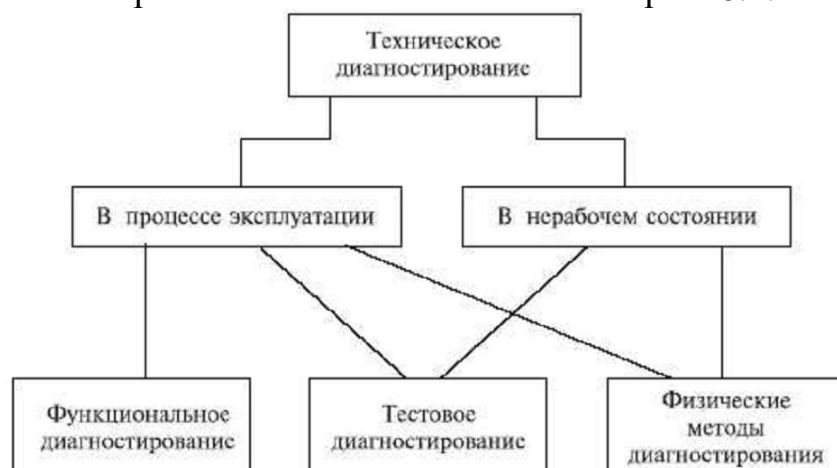 Техническое
диагностирование
В процессе эксплуатации
В нерабочем состоянии
Функциональное
диагностирование
Тестовое
диагностирование
Физические
методы
диагностирования